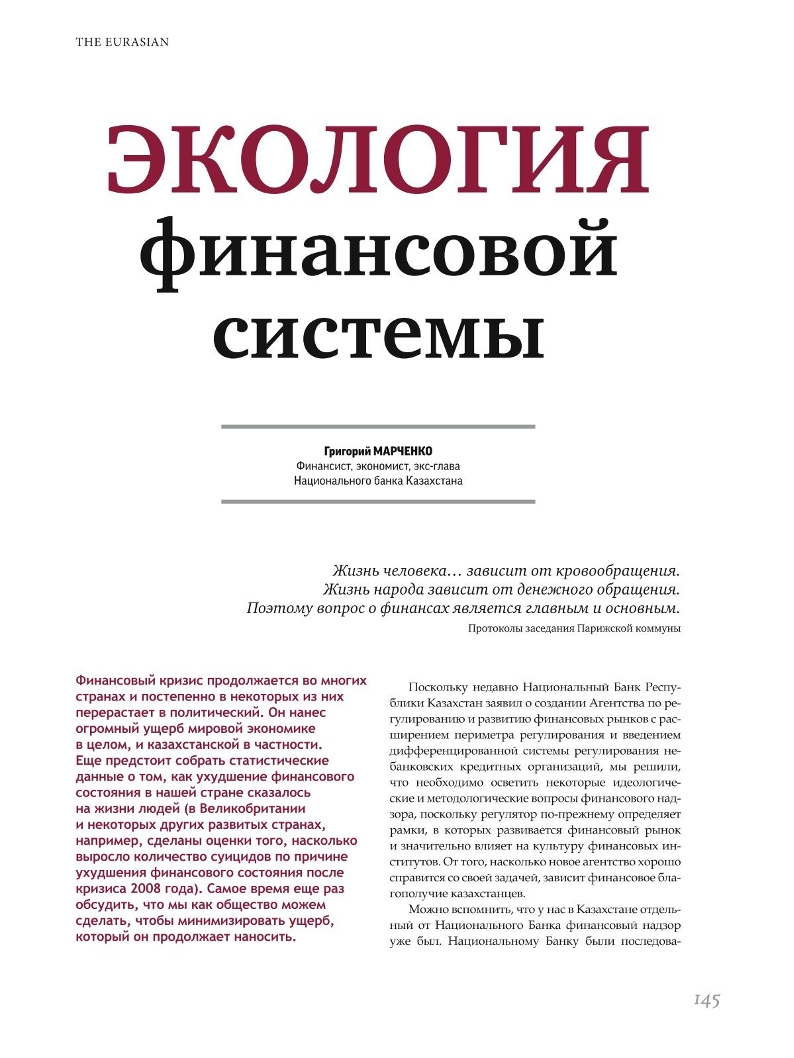 THE EURASIAN
ЭКОЛОГИЯ
финансовой
системы
Григорий МАРЧЕНКО
Финансист, экономист, экс-глава
Национального банка Казахстана
Жизнь человека… зависит от кровообращения.
Жизнь народа зависит от денежного обращения.
Поэтому вопрос о финансах является главным и основным.
Протоколы заседания Парижской коммуны
Финансовый кризис продолжается во многих
странах и постепенно в некоторых из них
перерастает в политический. Он нанес
огромный ущерб мировой экономике
в целом, и казахстанской в частности.
Еще предстоит собрать статистические
данные о том, как ухудшение финансового
состояния в нашей стране сказалось
на жизни людей (в Великобритании
и некоторых других развитых странах,
например, сделаны оценки того, насколько
выросло количество суицидов по причине
ухудшения финансового состояния после
кризиса 2008 года). Самое время еще раз
обсудить, что мы как общество можем
сделать, чтобы минимизировать ущерб,
который он продолжает наносить.
Поскольку недавно Национальный Банк Респу-
блики Казахстан заявил о создании Агентства по ре-
гулированию и развитию финансовых рынков с рас-
ширением периметра регулирования и введением
дифференцированной системы регулирования не-
банковских кредитных организаций, мы решили,
что необходимо осветить некоторые идеологиче-
ские и методологические вопросы финансового над-
зора, поскольку регулятор по-прежнему определяет
рамки, в которых развивается финансовый рынок
и значительно влияет на культуру финансовых ин-
ститутов. От того, насколько новое агентство хорошо
справится со своей задачей, зависит финансовое бла-
гополучие казахстанцев.
Можно вспомнить, что у нас в Казахстане отдель-
ный от Национального Банка финансовый надзор
уже был. Национальному Банку были последова-
145